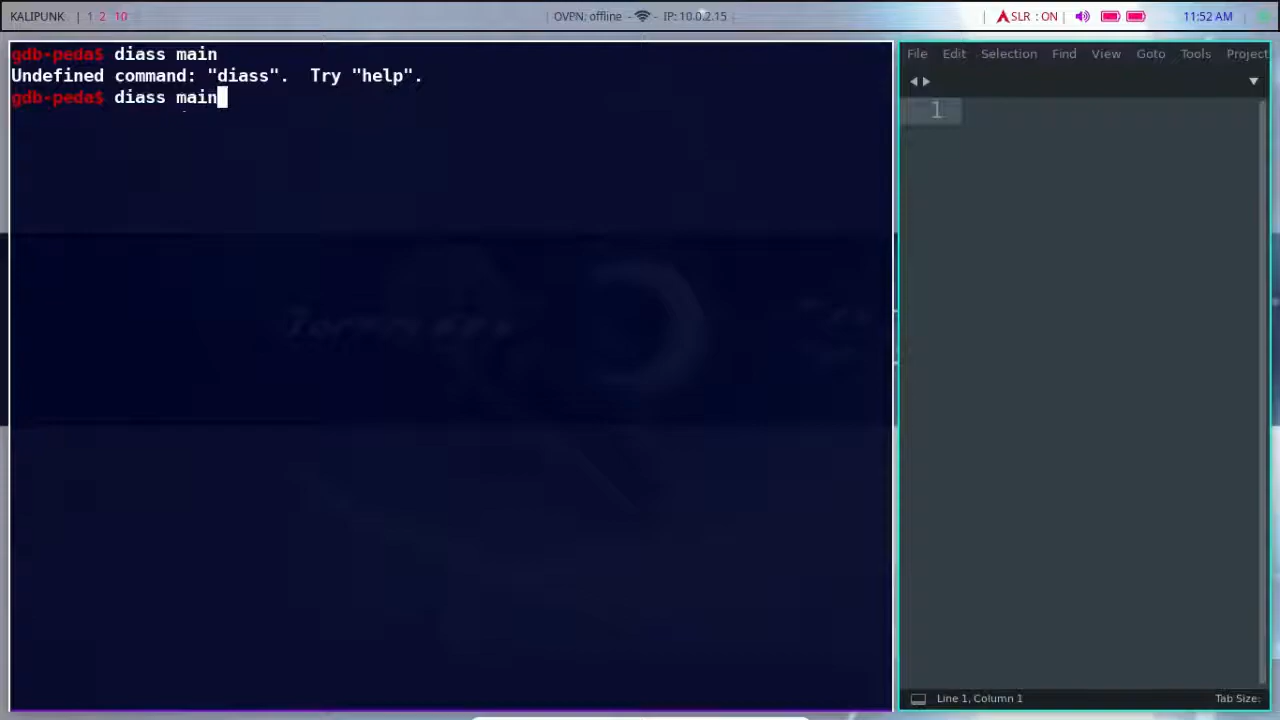 KALIPUNK | 1 2 10
| OVPN: offline - IP: 10.0.2.15 |
| SLR : ON |
11:52 AM
gdb-peda$ diass main
Undefined command: "diass". Try "help".
gdb-peda$ diass main
File Edit Selection Find View Goto Tools Project
1
Line 1, Column 1
Tab Size: